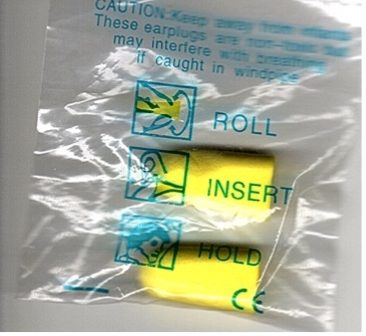 CAUTION: Keep away from
These earplugs are non-
may interfere with breathing
if caught in windpipe
ROLL
INSERT
HOLD
CE